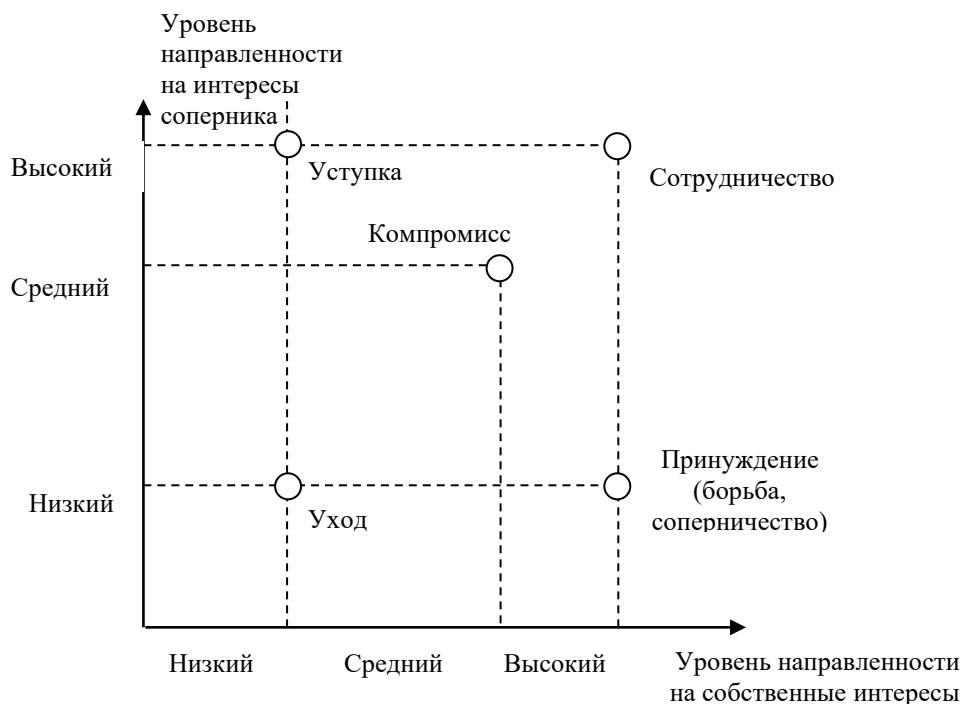 Уровень
направленности
на интересы
соперника
Высокий
Уступка
Сотрудничество
Компромисс
Средний
Принуждение
(борьба,
соперничество)
Низкий
Уход
Низкий
Средний
Высокий
Уровень направленности
на собственные интересы